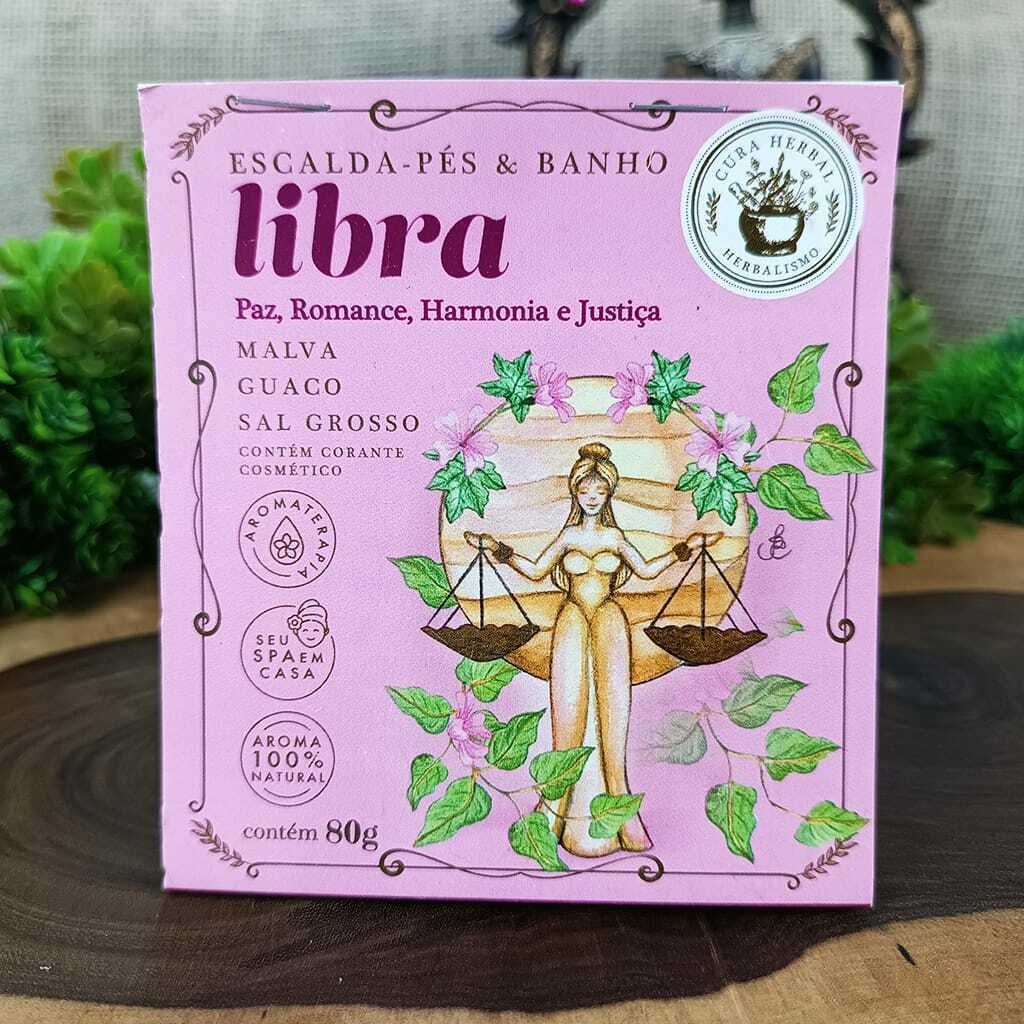 ESCALDA-PÉS & BANHO
libra
Paz, Romance, Harmonia e Justiça
MALVA
GUACO
SAL GROSSO
CONTÉM CORANTE
COSMÉTICO
AROMATERAPIA
SEU
SPA EM
CASA
AROMA
100%
NATURAL
contém 80g
CURA HERBAL
HERBALISMO